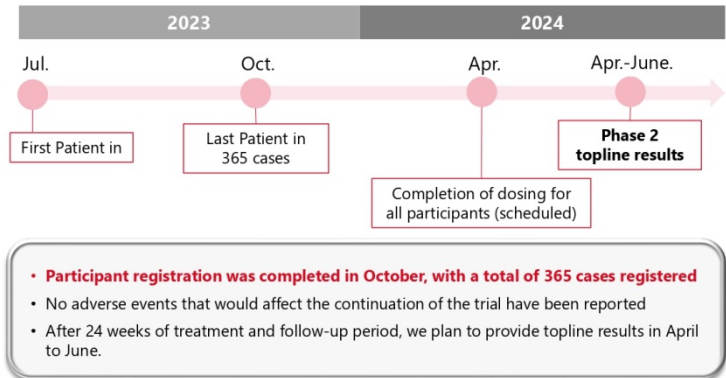 2023
2024
Jul.
Oct.
Apr.
Apr.-June.
First Patient in
Last Patient in
365 cases
Completion of dosing for
all participants (scheduled)
Phase 2
topline results
• Participant registration was completed in October, with a total of 365 cases registered
• No adverse events that would affect the continuation of the trial have been reported
• After 24 weeks of treatment and follow-up period, we plan to provide topline results in April
to June.